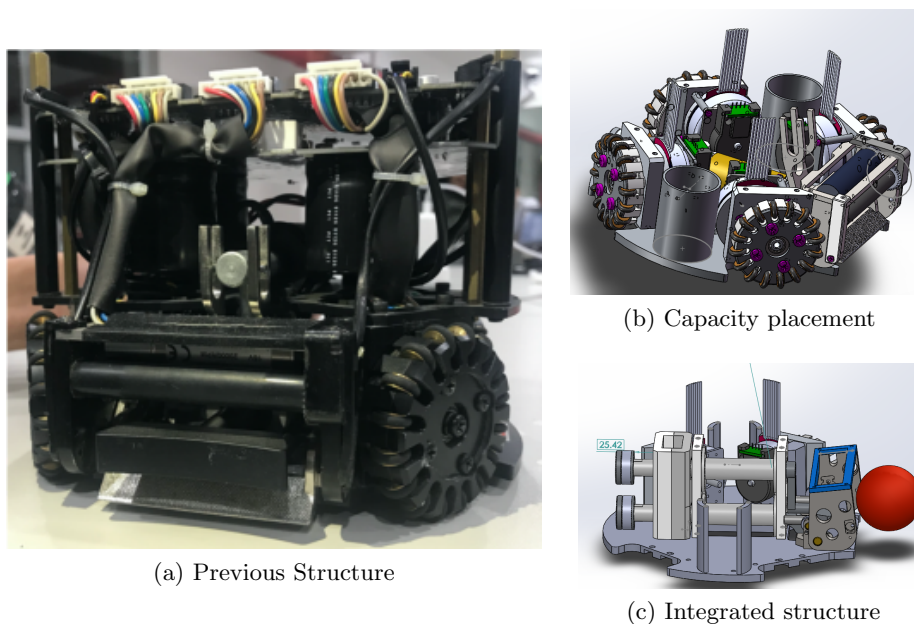 (a) Previous Structure
(b) Capacity placement
25.42
(c) Integrated structure